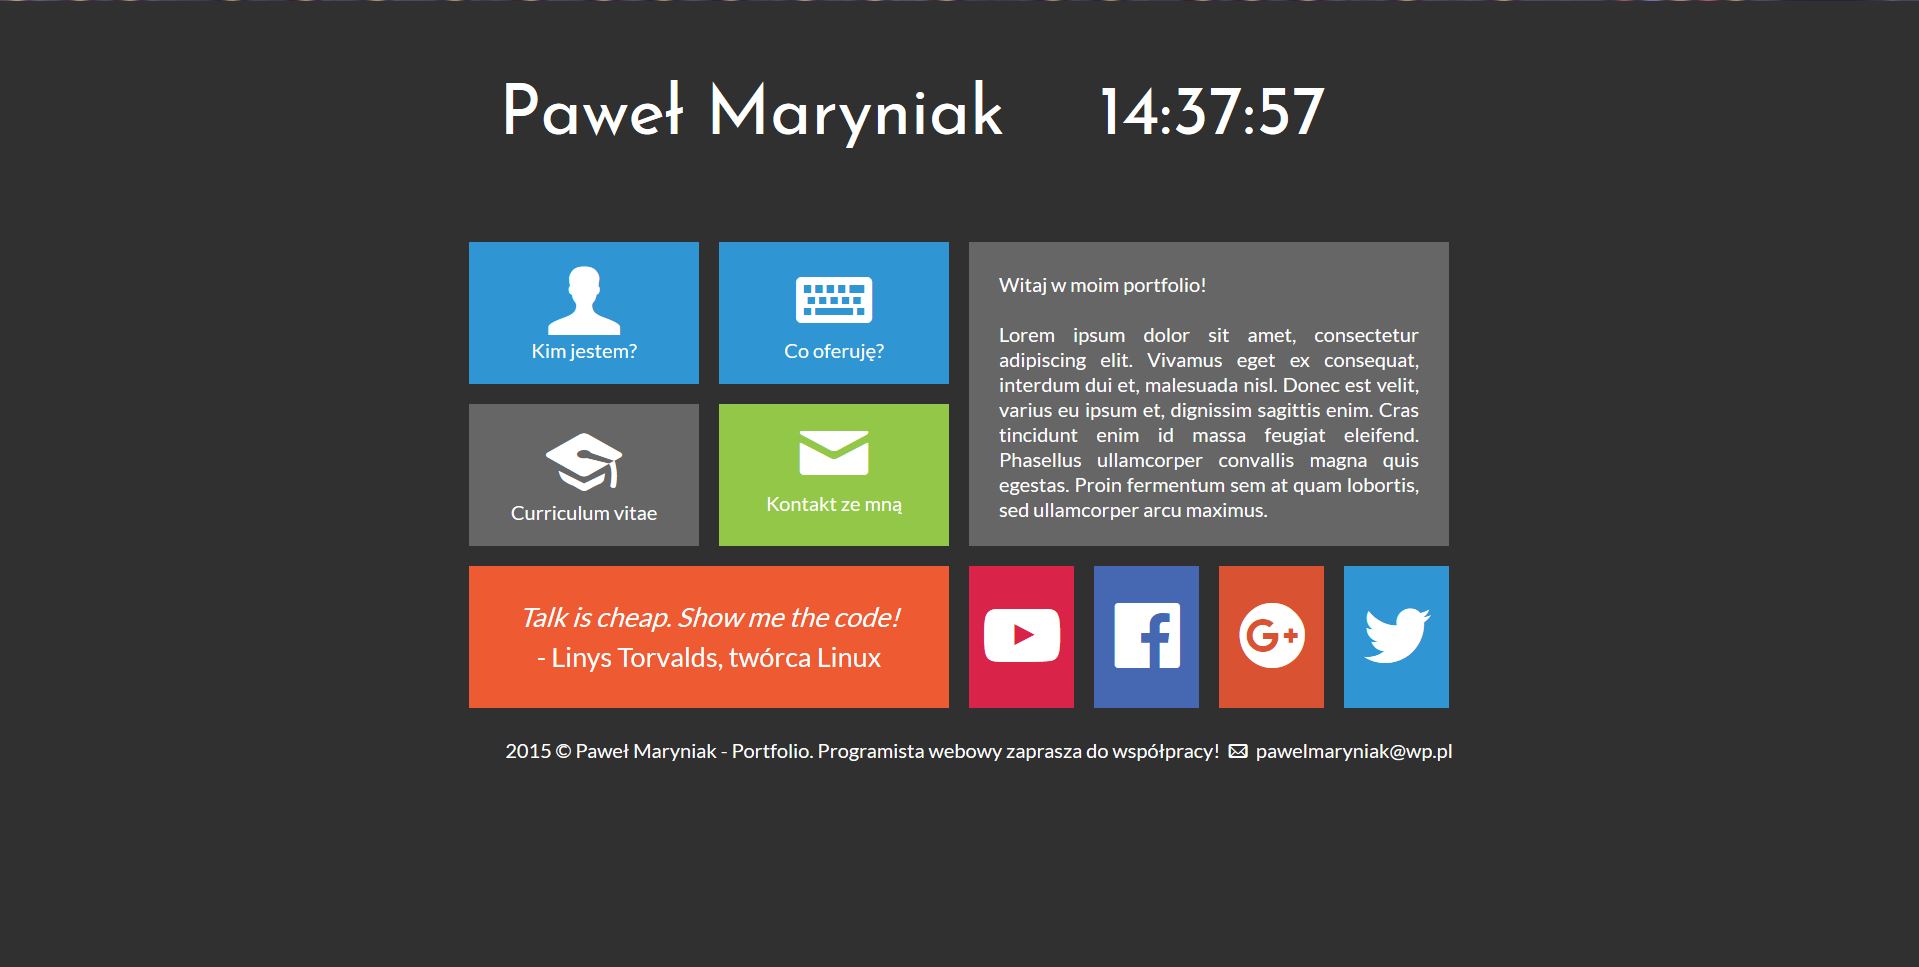 Paweł Maryniak
14:37:57
Kim jestem?
Co oferuję?
Curriculum vitae
Kontakt ze mną
Witaj w moim portfolio!
Lorem ipsum dolor sit amet, consectetur
adipiscing elit. Vivamus eget ex consequat,
interdum dui et, malesuada nisl. Donec est velit,
varius eu ipsum et, dignissim sagittis enim. Cras
tincidunt enim id massa feugiat eleifend.
Phasellus ullamcorper convallis magna quis
egestas. Proin fermentum sem at quam lobortis,
sed ullamcorper arcu maximus.
Talk is cheap. Show me the code!
- Linys Torvalds, twórca Linux
G+
2015 © Paweł Maryniak - Portfolio. Programista webowy zaprasza do współpracy! pawelmaryniak@wp.pl